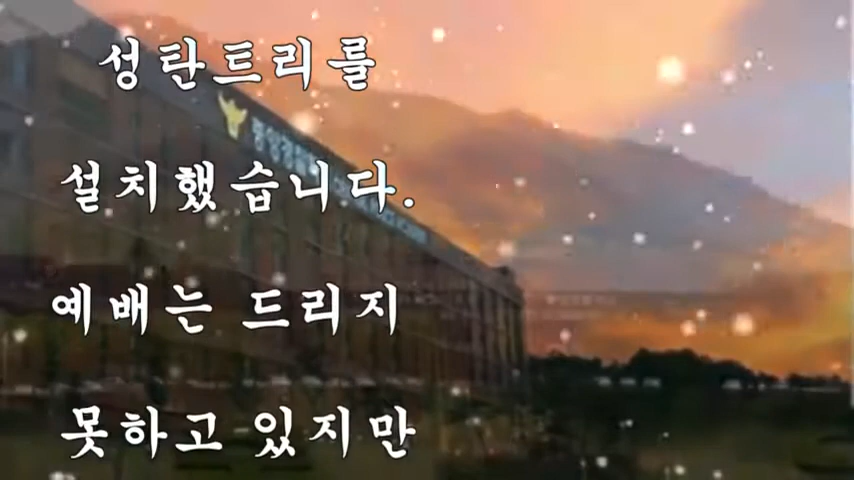 성탄트리를
설치했습니다.
예배는 드리지
못하고 있지만